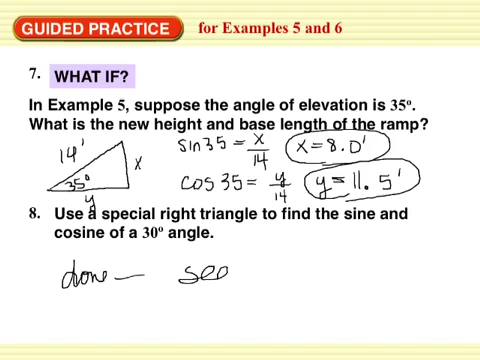 GUIDED PRACTICE for Examples 5 and 6
7. WHAT IF?
In Example 5, suppose the angle of elevation is 35º.
What is the new height and base length of the ramp?
14' 35° x y
sin 35 = x/14 x = 8.0'
cos 35 = y/14 y = 11.5'
8. Use a special right triangle to find the sine and
cosine of a 30º angle.
done — see